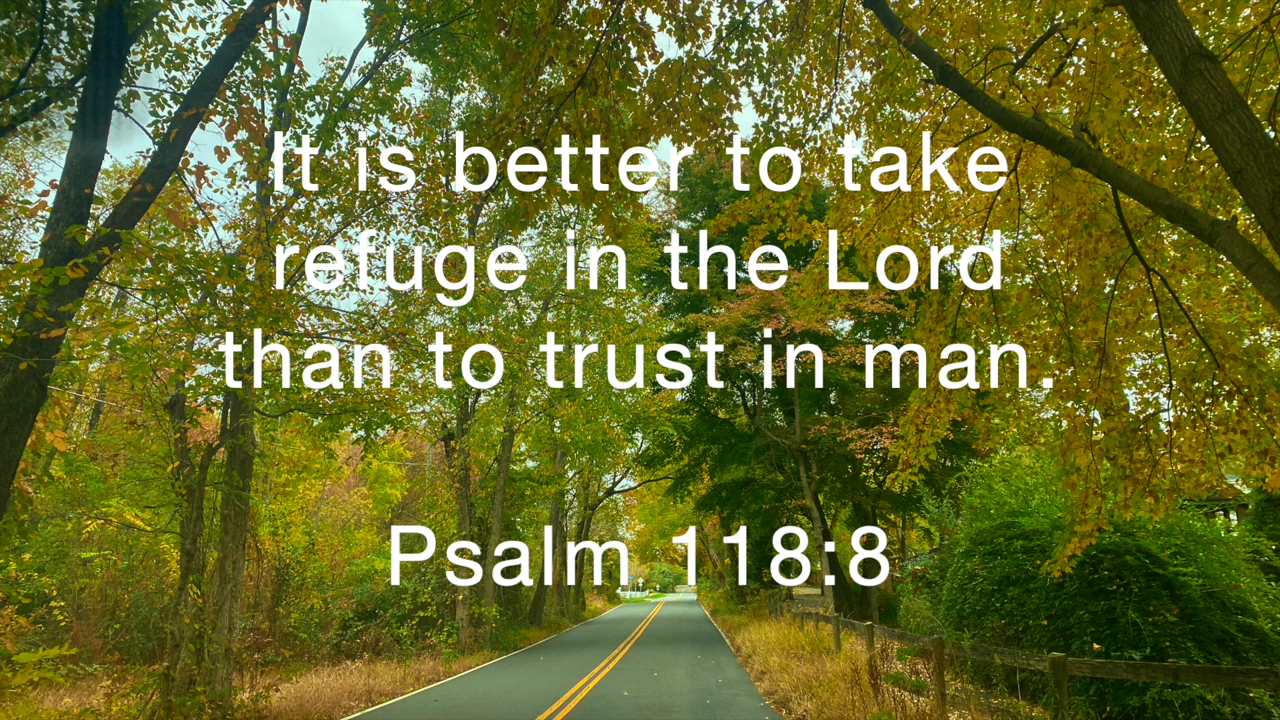 It is better to take
refuge in the Lord
than to trust in man.
Psalm 118:8